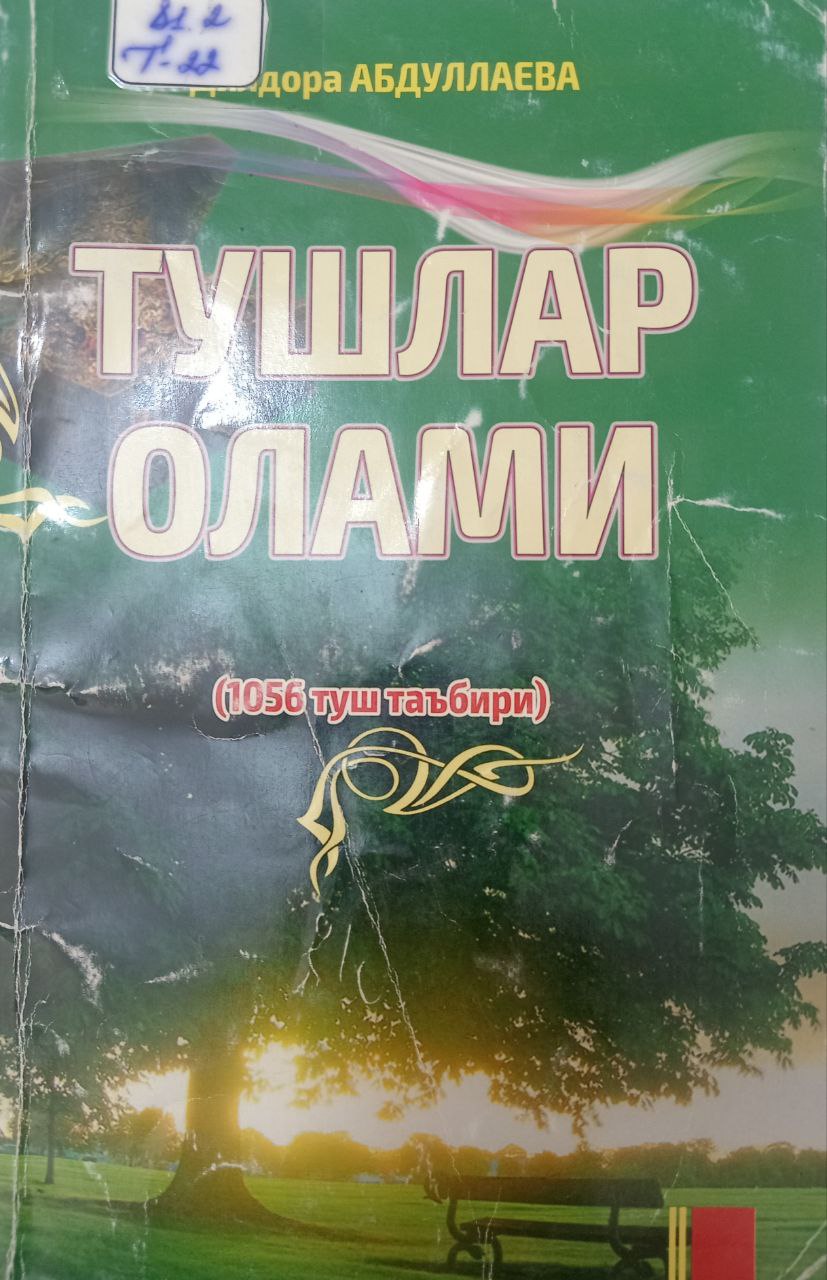 81.2
Т-22
АБДУЛЛАЕВА
ТУШЛАР
ОЛАМИ
(1056 туш таъбири)